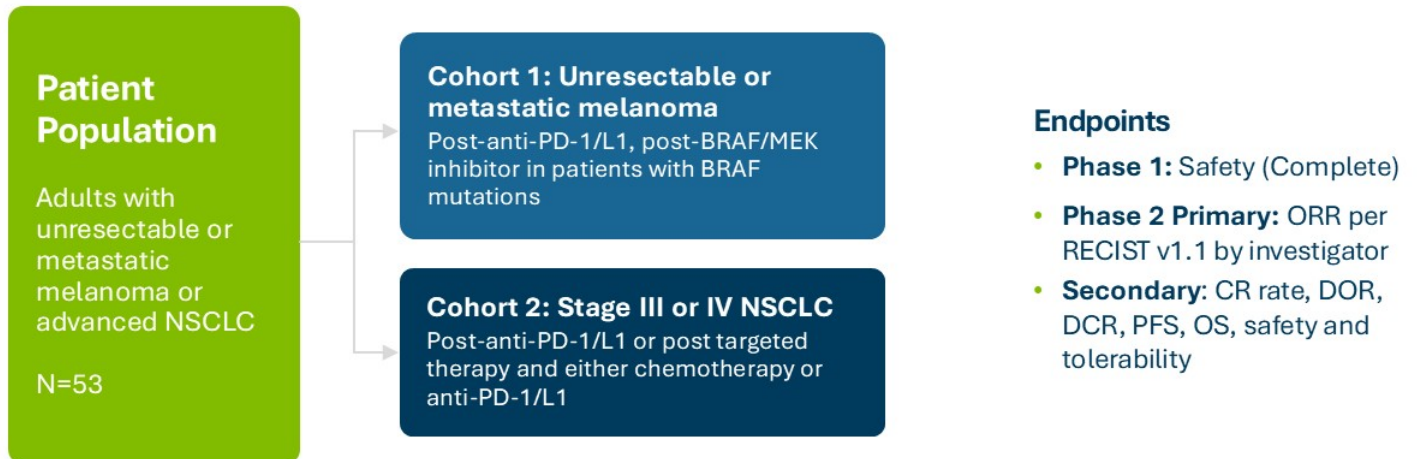 Patient
Population
Adults with
unresectable or
metastatic
melanoma or
advanced NSCLC
N=53
Cohort 1: Unresectable or
metastatic melanoma
Post-anti-PD-1/L1, post-BRAF/MEK
inhibitor in patients with BRAF
mutations
Cohort 2: Stage III or IV NSCLC
Post-anti-PD-1/L1 or post targeted
therapy and either chemotherapy or
anti-PD-1/L1
Endpoints
• Phase 1: Safety (Complete)
• Phase 2 Primary: ORR per
RECIST v1.1 by investigator
• Secondary: CR rate, DOR,
DCR, PFS, OS, safety and
tolerability